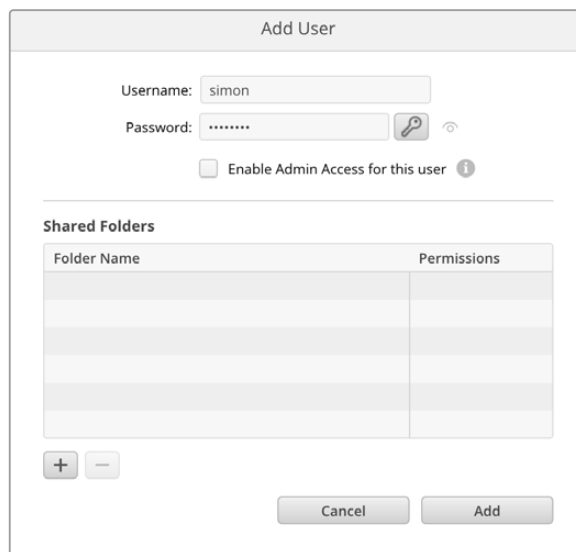 Add User
Username: simon
Password: ••••••••
Enable Admin Access for this user
Shared Folders
Folder Name Permissions
Cancel Add